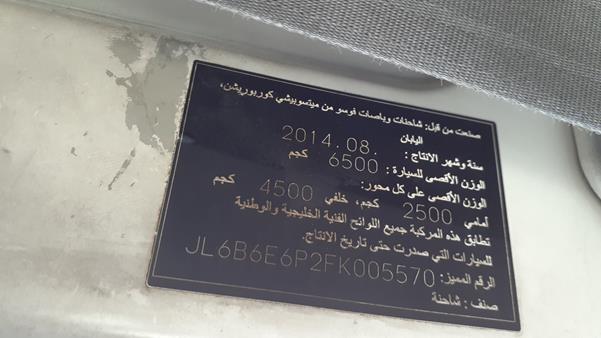 صنعت من قبل: شاحنات وباصات فوسو من ميتسوبيشي كوربوريشن،
اليابان
سنة وشهر الانتاج : 2014.08.
الوزن الأقصى للسيارة : 6500 كجم
الوزن الأقصى على كل محور:
أمامي 2500 كجم، خلفي 4500 كجم
تطابق هذه المركبة جميع اللوائح الفنية الخليجية والوطنية
للسيارات التي صدرت حتى تاريخ الانتاج.
الرقم المميز: JL6B6E6P2FK005570
صنف : شاحنة